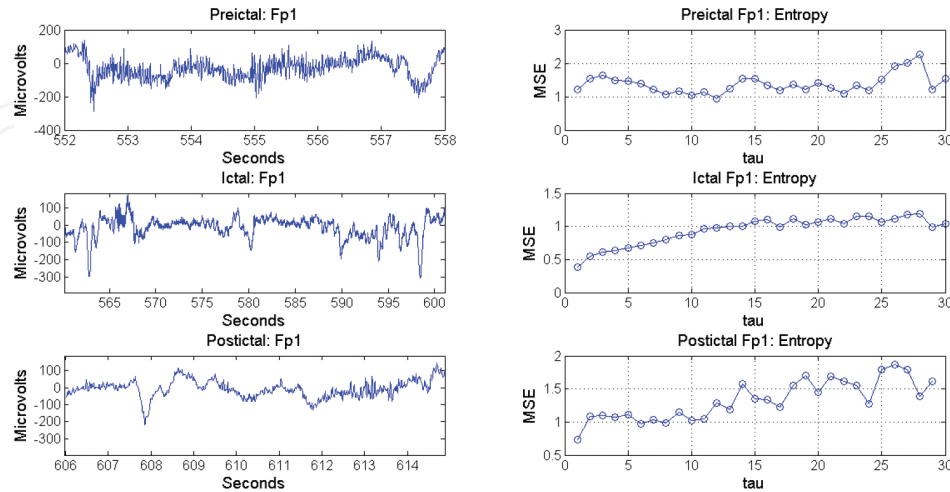 Preictal: Fp1
Microvolts
200
0
-200
-400
552 553 554 555 556 557 558
Seconds
Preictal Fp1: Entropy
MSE
3
2
1
0
0 5 10 15 20 25 30
tau
Ictal: Fp1
Microvolts
100
0
-100
-200
-300
565 570 575 580 585 590 595 600
Seconds
Ictal Fp1: Entropy
MSE
1.5
1
0.5
0
0 5 10 15 20 25 30
tau
Postictal: Fp1
Microvolts
100
0
-100
-200
-300
606 607 608 609 610 611 612 613 614
Seconds
Postictal Fp1: Entropy
MSE
2
1.5
1
0.5
0 5 10 15 20 25 30
tau